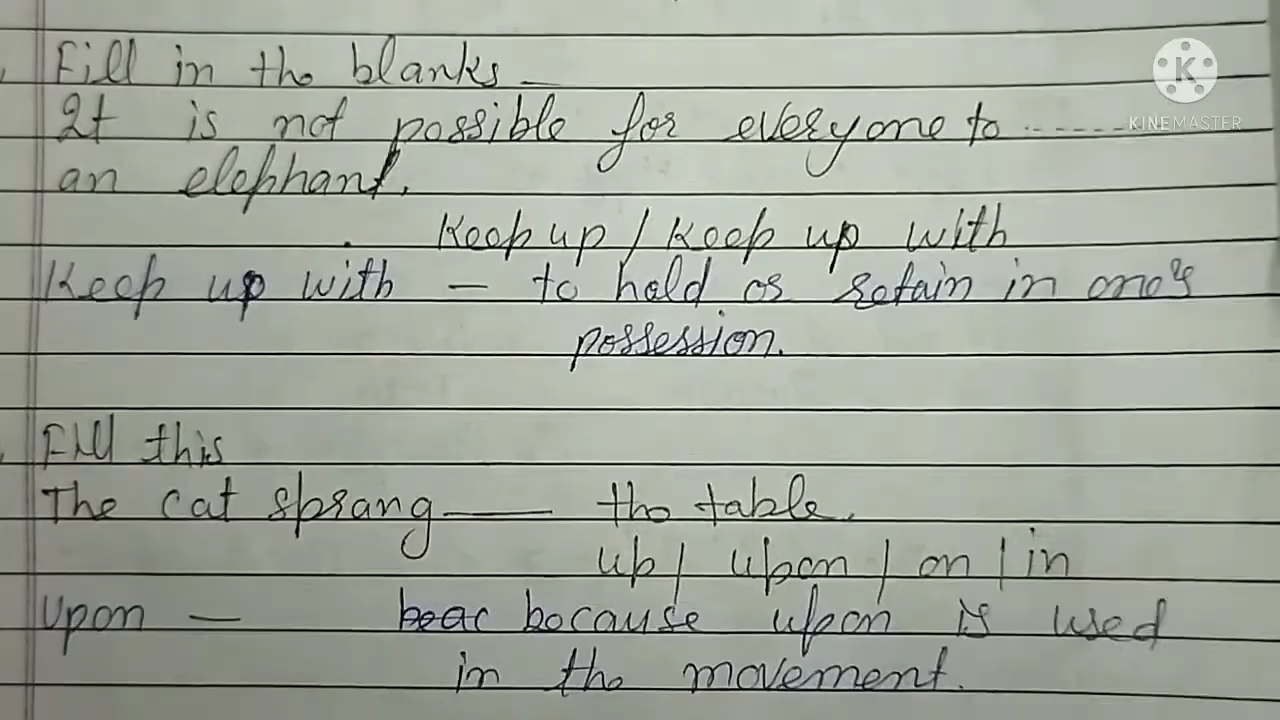 Fill in the blanks -
It is not possible for everyone to ......
an elephant.
Keep up / Keep up with
Keep up with - to hold or retain in one's
possession.
Fill this
The cat sprang ___ the table.
up / upon / on / in
Upon - beac because upon is used
in the movement.
K
KINEMASTER